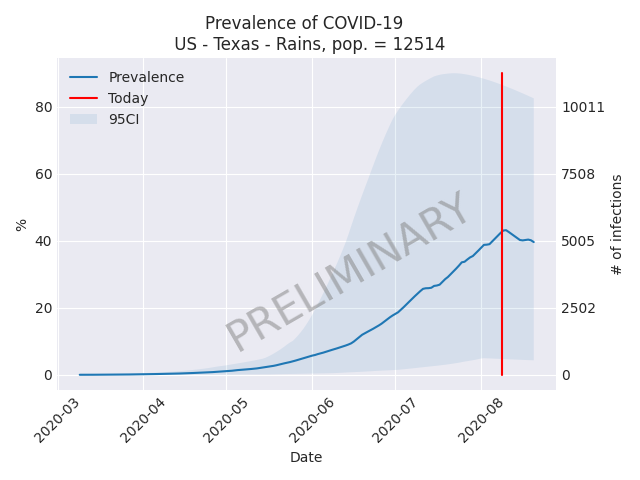 Prevalence of COVID-19
US - Texas - Rains, pop. = 12514
Prevalence
Today
95CI
PRELIMINARY
%
80
60
40
20
0
10011
7508
5005
2502
0
# of infections
2020-03
2020-04
2020-05
2020-06
2020-07
2020-08
Date